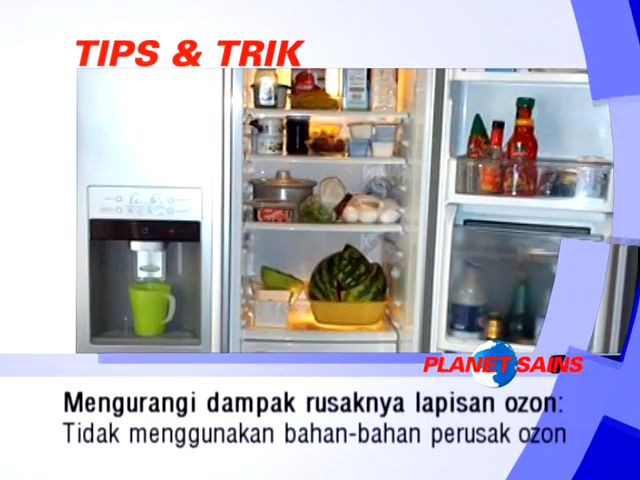 TIPS & TRIK
PLANET SAINS
Mengurangi dampak rusaknya lapisan ozon:
Tidak menggunakan bahan-bahan perusak ozon